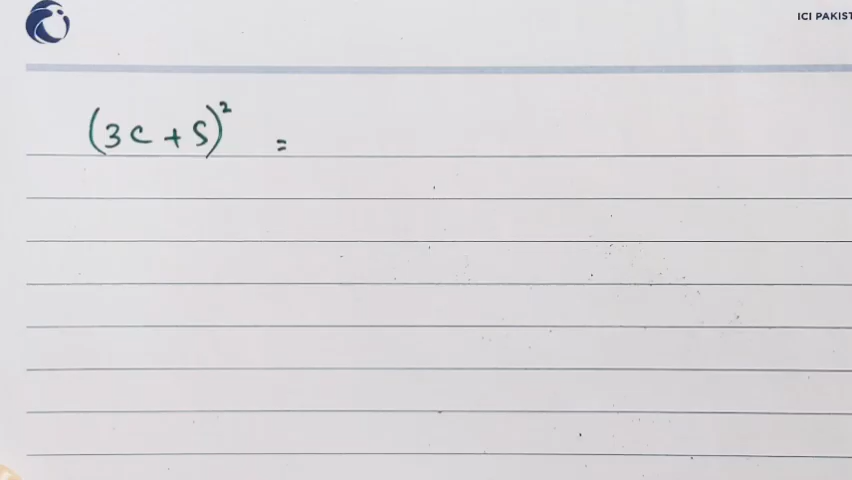 ICI PAKIST
(3c + 5)² =